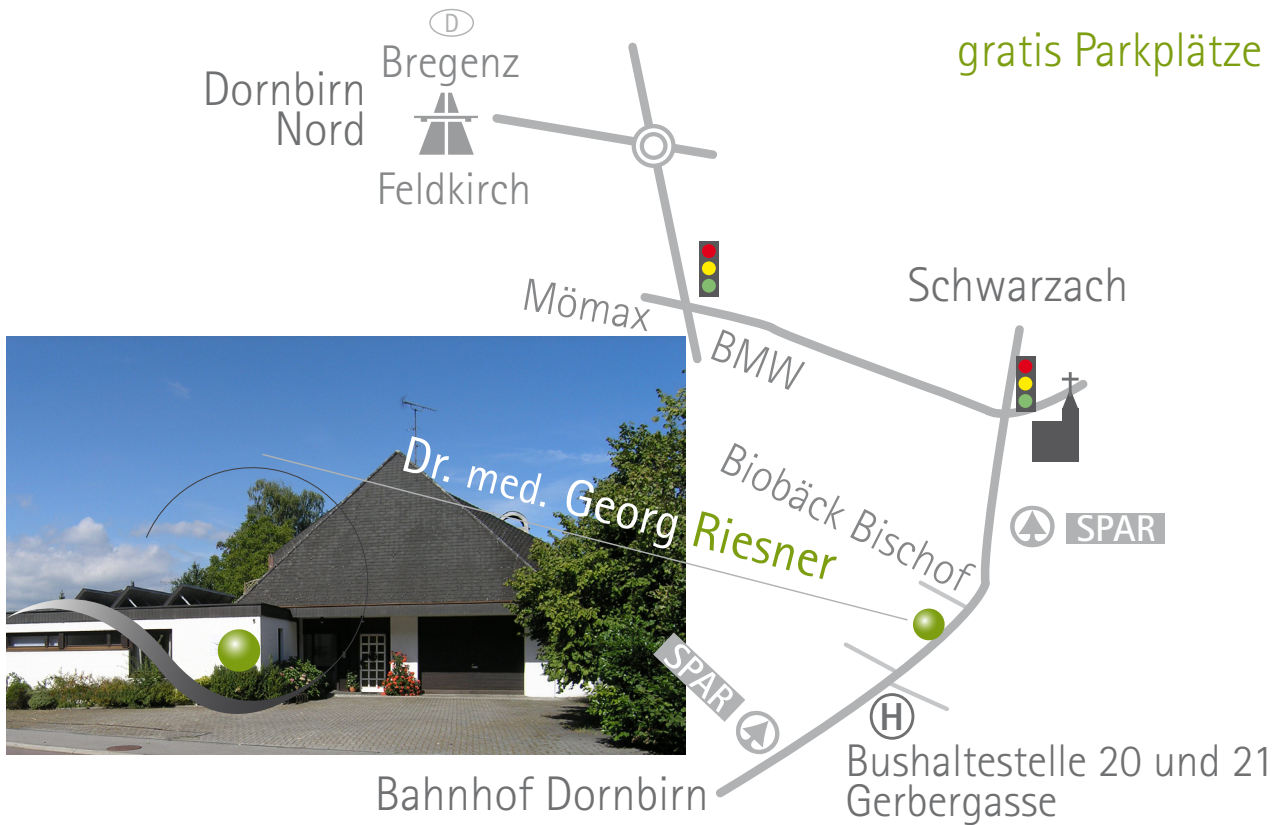 D
Bregenz
gratis Parkplätze
Dornbirn
Nord
Feldkirch
Schwarzach
Mömax
BMW
Dr. med. Georg Riesner
Biobäck Bischof
SPAR
SPAR
H
Bushaltestelle 20 und 21
Gerbergasse
Bahnhof Dornbirn